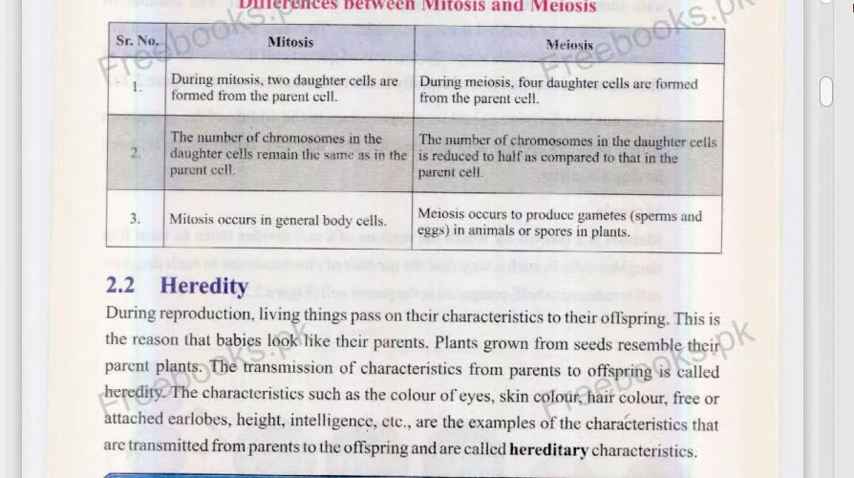 Differences between Mitosis and Meiosis
Sr. No. Mitosis Meiosis
1. During mitosis, two daughter cells are During meiosis, four daughter cells are formed
formed from the parent cell. from the parent cell.
2. The number of chromosomes in the The number of chromosomes in the daughter cells
daughter cells remain the same as in the is reduced to half as compared to that in the
parent cell. parent cell.
3. Mitosis occurs in general body cells. Meiosis occurs to produce gametes (sperms and
eggs) in animals or spores in plants.
2.2 Heredity
During reproduction, living things pass on their characteristics to their offspring. This is
the reason that babies look like their parents. Plants grown from seeds resemble their
parent plants. The transmission of characteristics from parents to offspring is called
heredity. The characteristics such as the colour of eyes, skin colour, hair colour, free or
attached earlobes, height, intelligence, etc., are the examples of the characteristics that
are transmitted from parents to the offspring and are called hereditary characteristics.
Freebooks.pk
Freebooks.pk
Freebooks.pk
Freebooks.pk